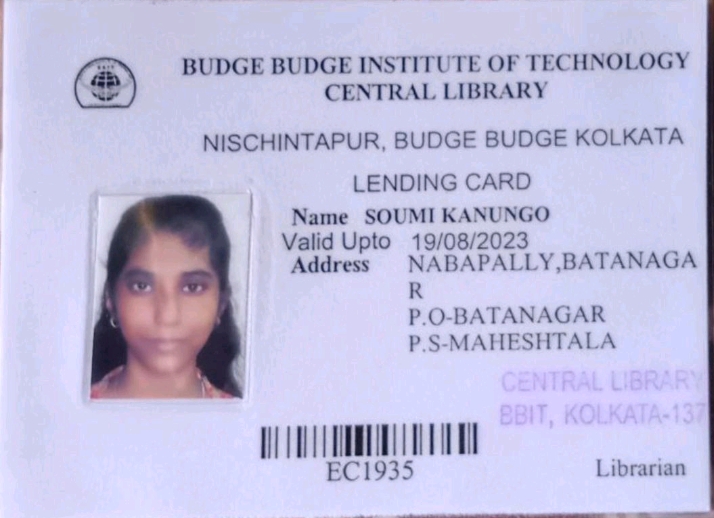 BUDGE BUDGE INSTITUTE OF TECHNOLOGY
CENTRAL LIBRARY
NISCHINTAPUR, BUDGE BUDGE KOLKATA
LENDING CARD
Name SOUMI KANUNGO
Valid Upto 19/08/2023
Address NABAPALLY,BATANAGA
R
P.O-BATANAGAR
P.S-MAHESHTALA
CENTRAL LIBRARY
BBIT, KOLKATA-137
EC1935
Librarian